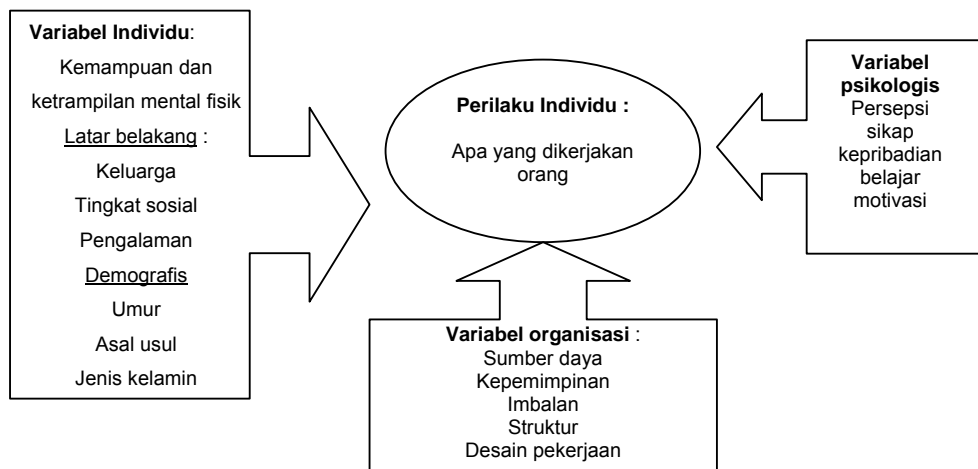 Variabel Individu:
Kemampuan dan
ketrampilan mental fisik
Latar belakang :
Keluarga
Tingkat sosial
Pengalaman
Demografis
Umur
Asal usul
Jenis kelamin
Perilaku Individu :
Apa yang dikerjakan
orang
Variabel
psikologis
Persepsi
sikap
kepribadian
belajar
motivasi
Variabel organisasi :
Sumber daya
Kepemimpinan
Imbalan
Struktur
Desain pekerjaan